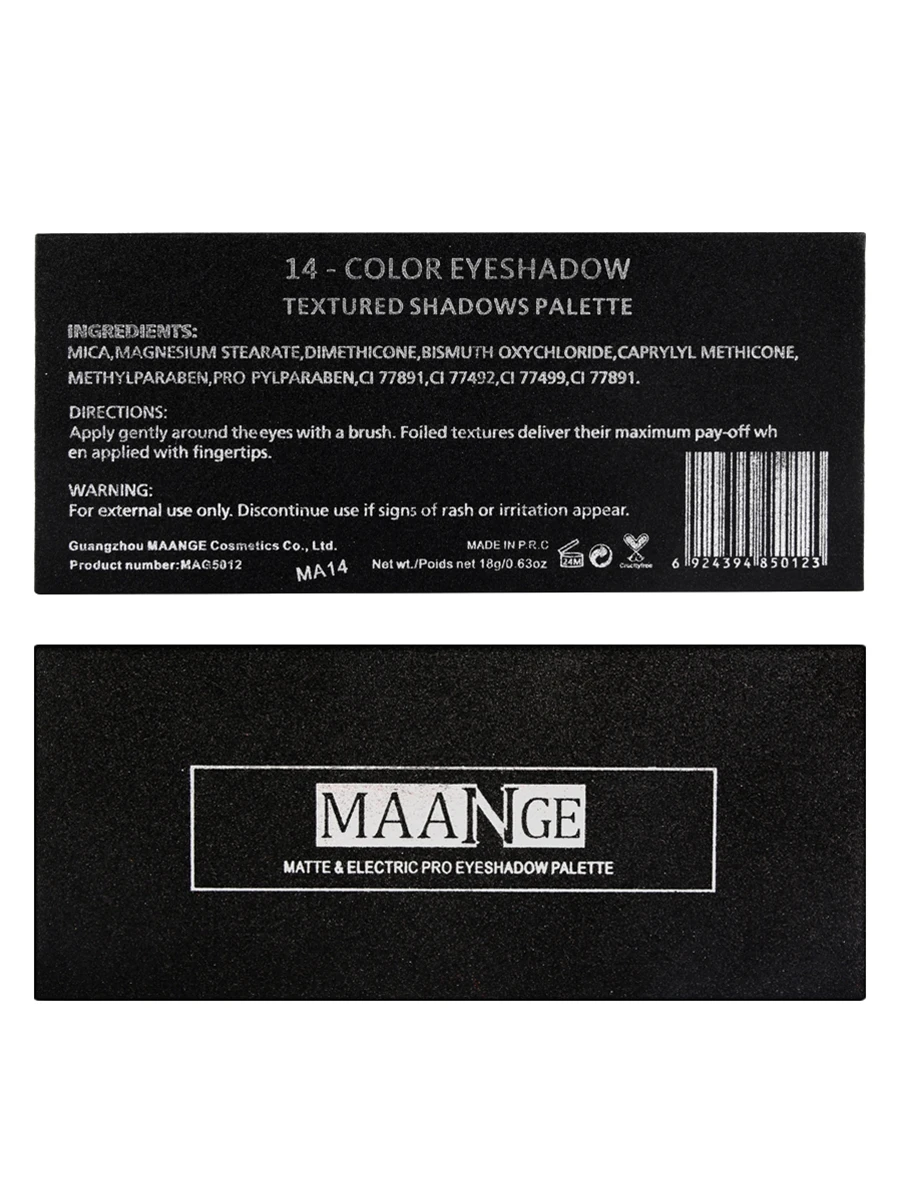 14 - COLOR EYESHADOW
TEXTURED SHADOWS PALETTE
INGREDIENTS:
MICA,MAGNESIUM STEARATE,DIMETHICONE,BISMUTH OXYCHLORIDE,CAPRYLYL METHICONE,
METHYLPARABEN,PRO PYLPARABEN,CI 77891,CI 77492,CI 77499,CI 77891.
DIRECTIONS:
Apply gently around theeyes with a brush. Foiled textures deliver their maximum pay-off wh
en applied with fingertips.
WARNING:
For external use only. Discontinue use if signs of rash or irritation appear.
Guangzhou MAANGE Cosmetics Co., Ltd.
Product number:MAG5012
MA14
MADE IN P.R.C
Net wt./Poids net 18g/0.63oz
24M
Crueltyfree
6 924394 850123
MAANGE
MATTE & ELECTRIC PRO EYESHADOW PALETTE